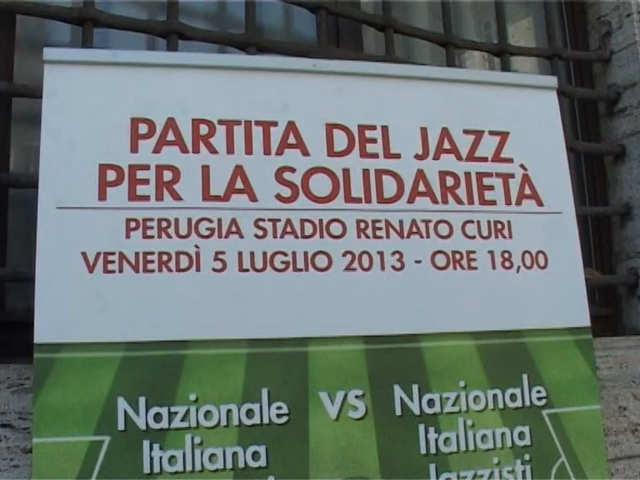 PARTITA DEL JAZZ
PER LA SOLIDARIETÀ
PERUGIA STADIO RENATO CURI
VENERDÌ 5 LUGLIO 2013 - ORE 18,00
Nazionale VS Nazionale
Italiana Italiana
Jazzisti